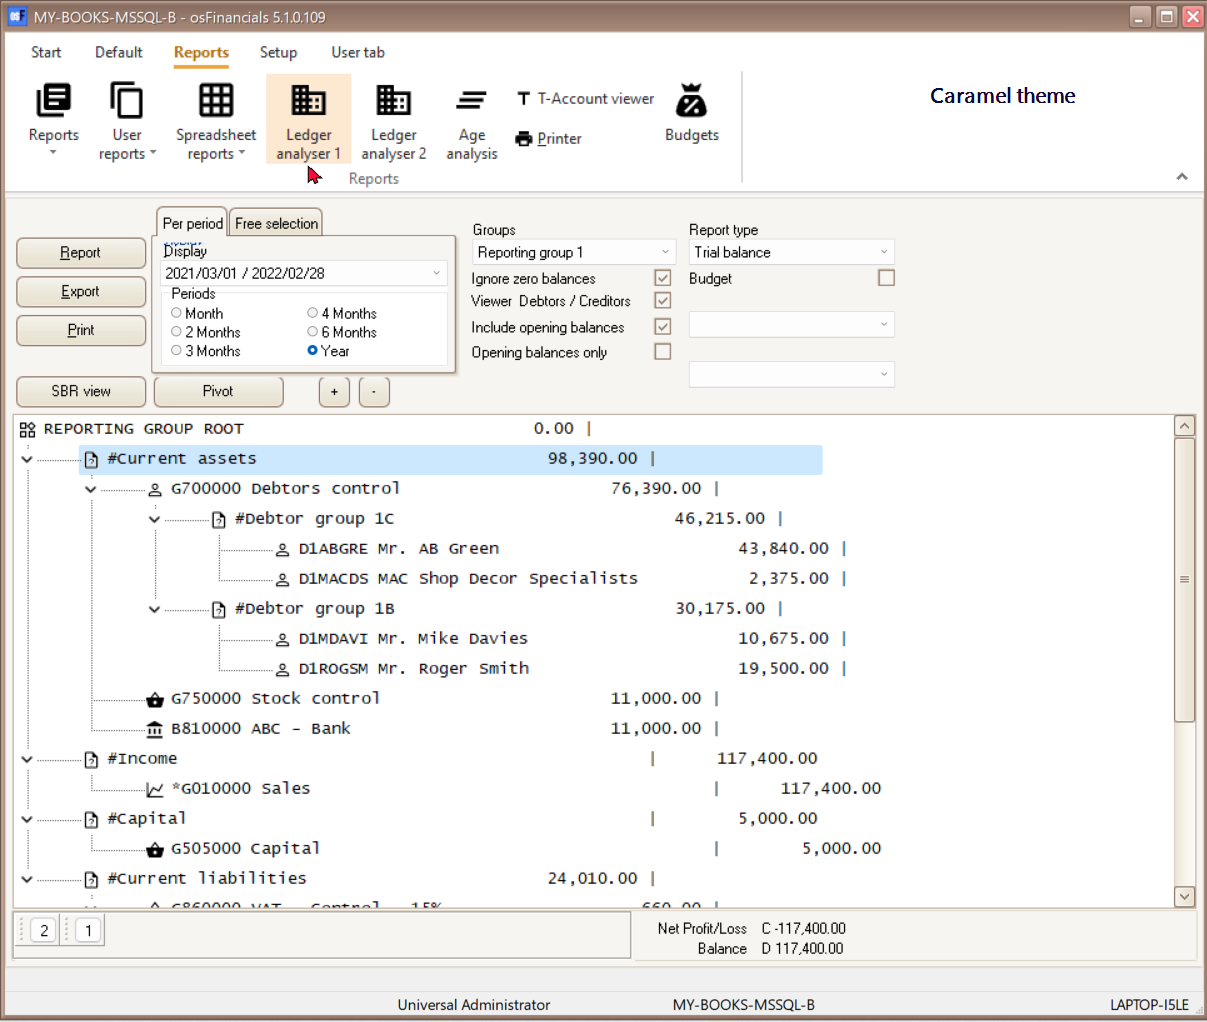 MY-BOOKS-MSSQL-B - osFinancials 5.1.0.109
Start Default Reports Setup User tab
Caramel theme
Reports
User reports
Spreadsheet reports
Ledger analyser 1
Ledger analyser 2
Age analysis
T-Account viewer
Printer
Budgets
Reports
Report
Export
Print
SBR view
Pivot
+
-
Per period Free selection
Display
2021/03/01 / 2022/02/28
Periods
Month 4 Months
2 Months 6 Months
3 Months Year
Groups
Reporting group 1
Ignore zero balances
Viewer Debtors / Creditors
Include opening balances
Opening balances only
Report type
Trial balance
Budget
REPORTING GROUP ROOT 0.00 |
#Current assets 98,390.00 |
G700000 Debtors control 76,390.00 |
#Debtor group 1C 46,215.00 |
D1ABGRE Mr. AB Green 43,840.00 |
D1MACDS MAC Shop Decor Specialists 2,375.00 |
#Debtor group 1B 30,175.00 |
D1MDAVI Mr. Mike Davies 10,675.00 |
D1ROGSM Mr. Roger Smith 19,500.00 |
G750000 Stock control 11,000.00 |
B810000 ABC - Bank 11,000.00 |
#Income | 117,400.00
*G010000 Sales | 117,400.00
#Capital | 5,000.00
G505000 Capital | 5,000.00
#Current liabilities 24,010.00 |
G860000 VAT - Control - 15% 660.00 |
2 1
Net Profit/Loss C -117,400.00
Balance D 117,400.00
Universal Administrator MY-BOOKS-MSSQL-B LAPTOP-I5LE